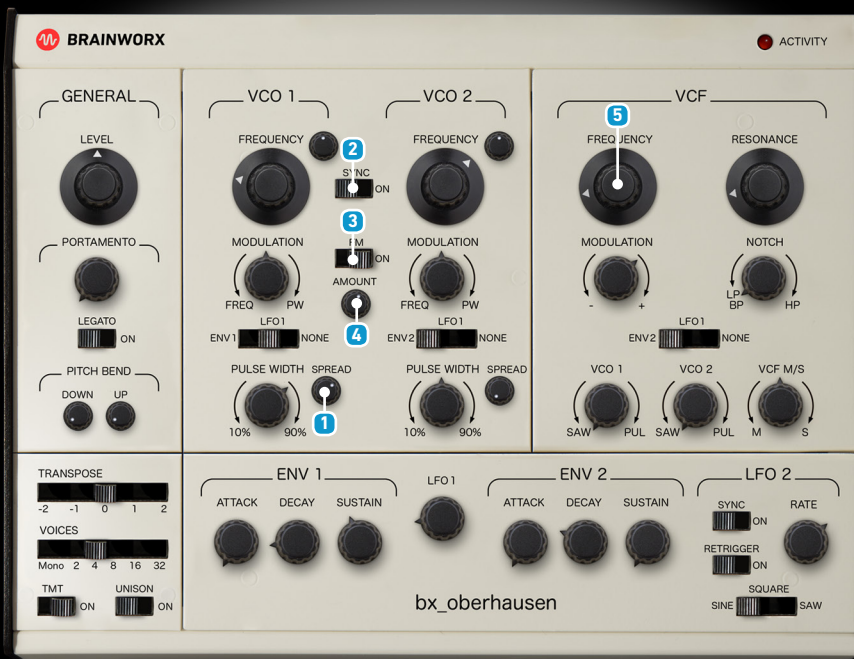 BRAINWORX
ACTIVITY
GENERAL
VCO 1
VCO 2
VCF
LEVEL
FREQUENCY
FREQUENCY
FREQUENCY
RESONANCE
5
2
SYNC
ON
3
FM
ON
PORTAMENTO
MODULATION
MODULATION
MODULATION
NOTCH
AMOUNT
4
FREQ
PW
FREQ
PW
-
+
LP
BP
HP
LEGATO
ON
LFO1
ENV1
NONE
LFO1
ENV2
NONE
LFO1
ENV2
NONE
PITCH BEND
DOWN
UP
PULSE WIDTH
SPREAD
10%
90%
1
PULSE WIDTH
SPREAD
10%
90%
VCO 1
SAW
PUL
VCO 2
SAW
PUL
VCF M/S
M
S
TRANSPOSE
-2 -1 0 1 2
VOICES
Mono 2 4 8 16 32
TMT
ON
UNISON
ON
ENV 1
ATTACK
DECAY
SUSTAIN
LFO1
ENV 2
ATTACK
DECAY
SUSTAIN
LFO 2
SYNC
ON
RATE
RETRIGGER
ON
SQUARE
SINE
SAW
bx_oberhausen